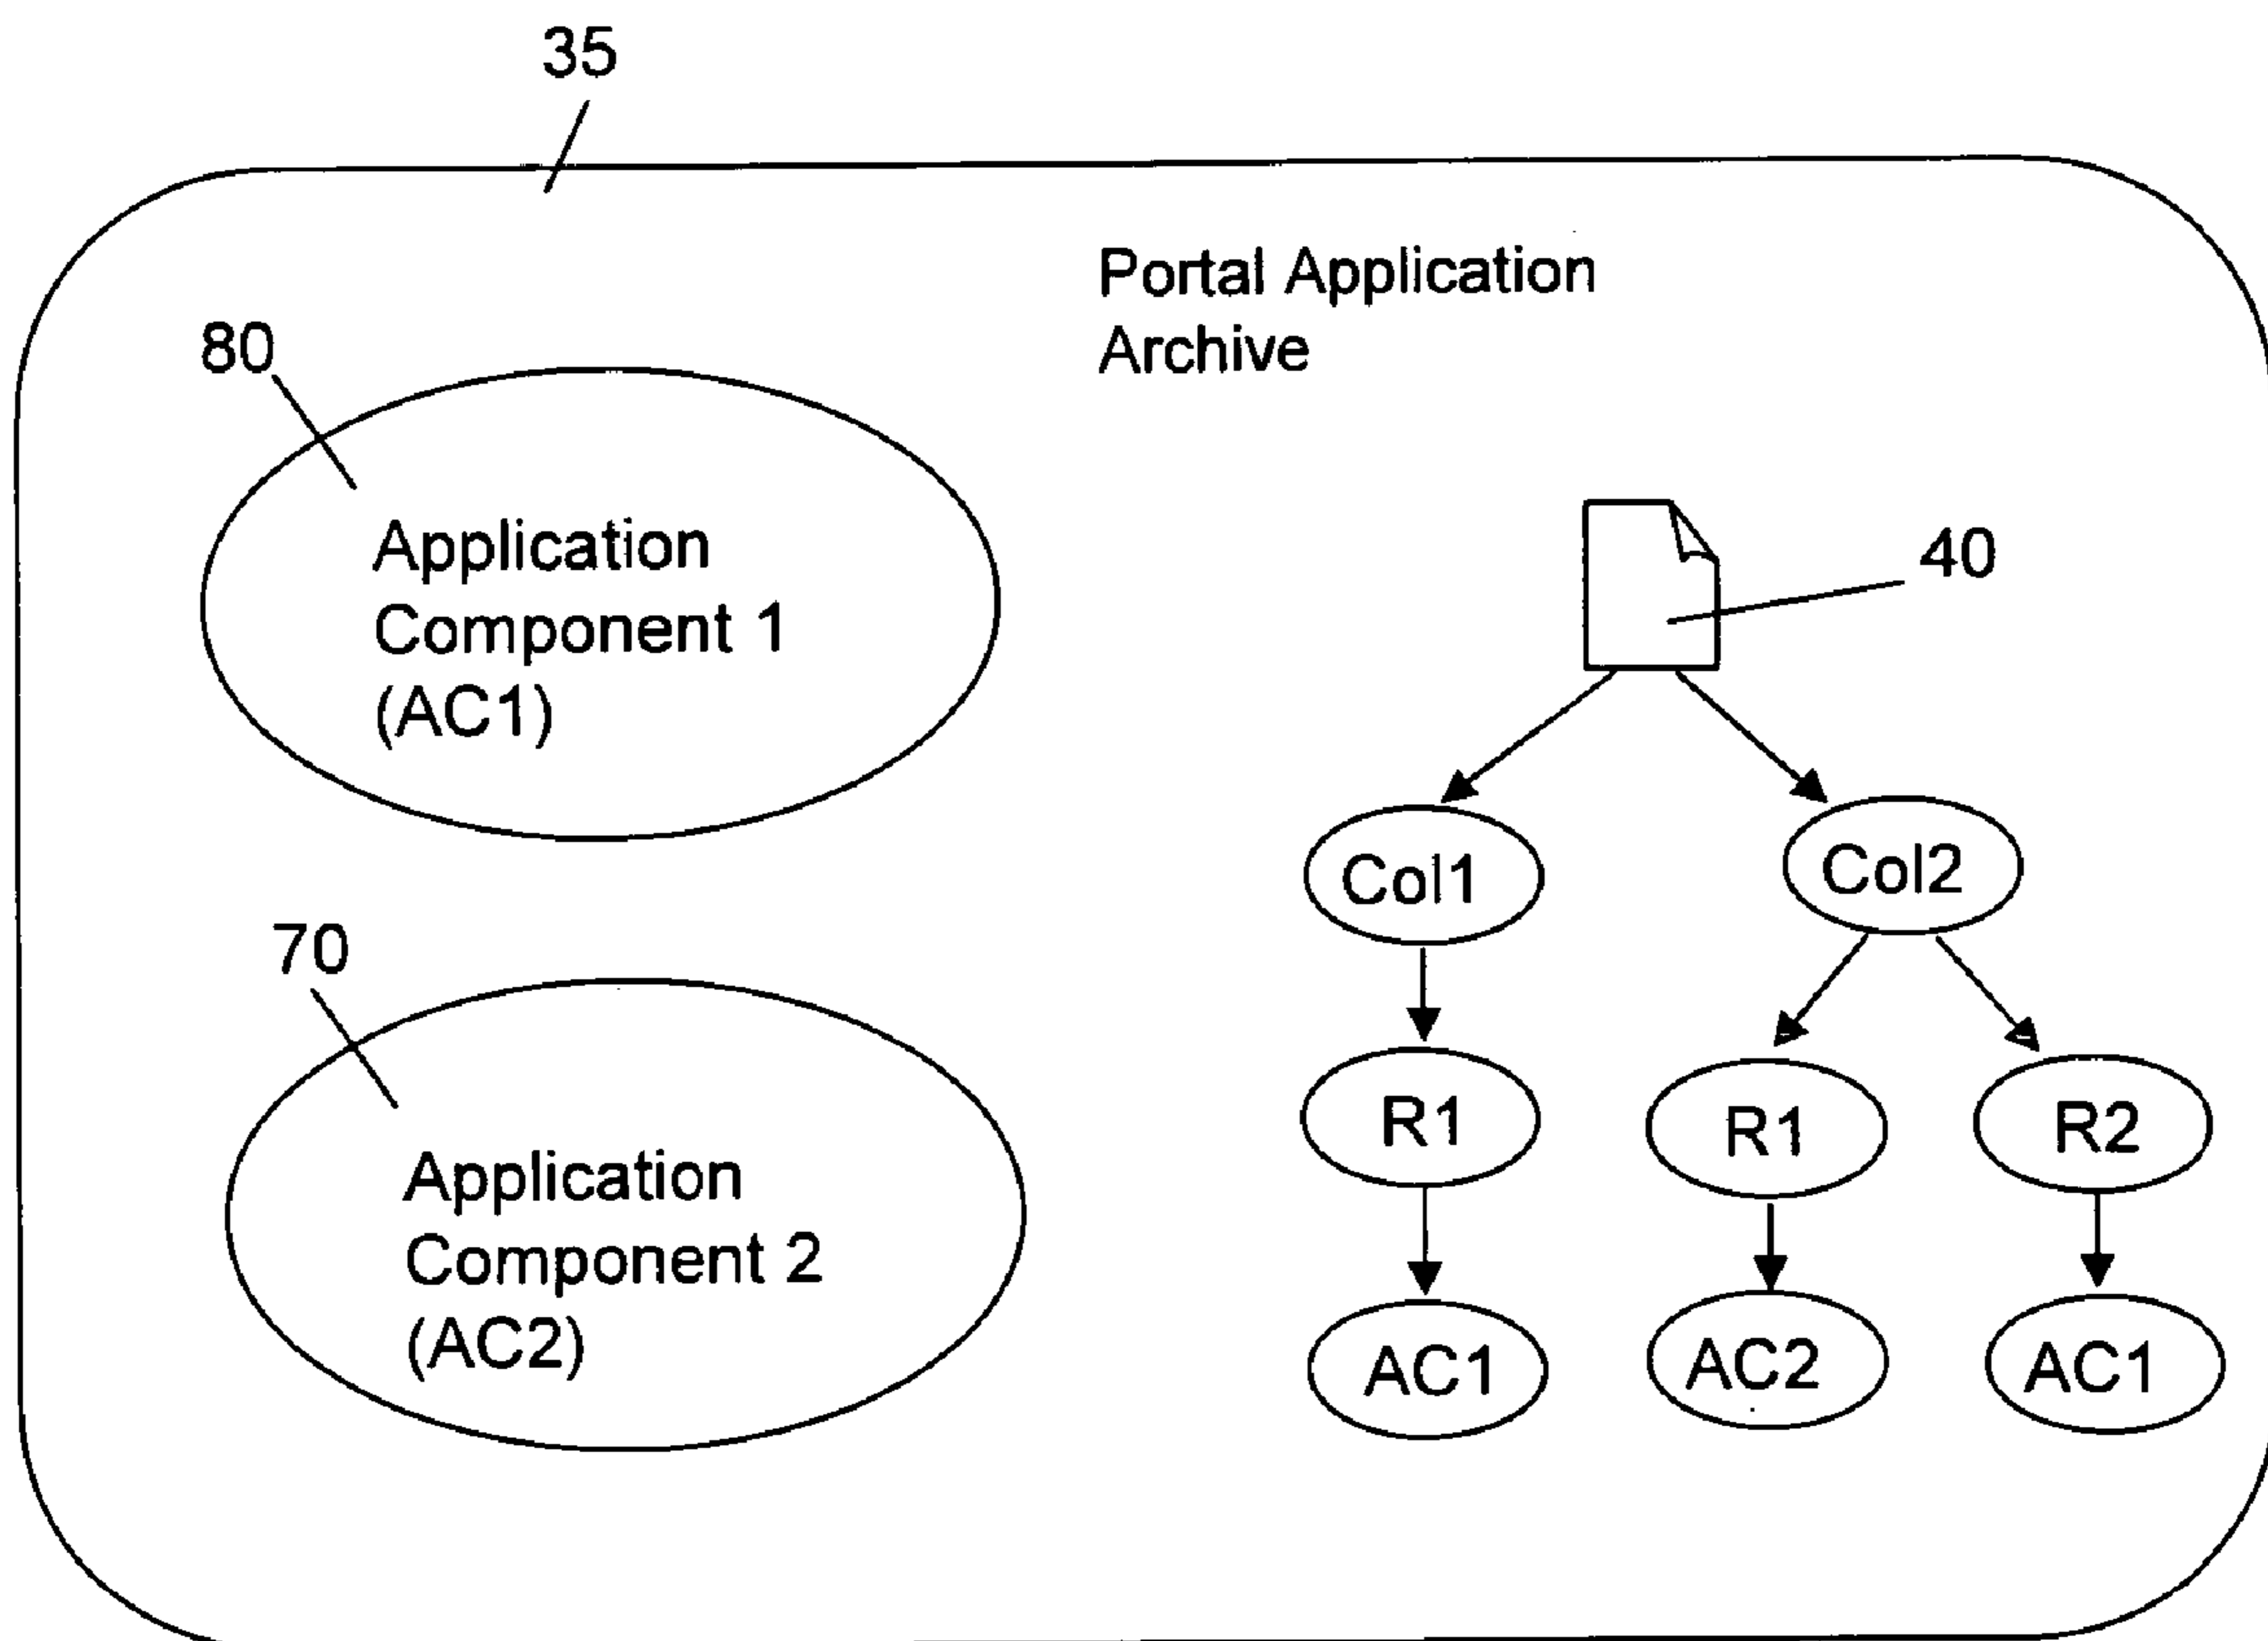 35
Portal Application
Archive
80
Application
Component 1
(AC1)
40
Col1
Col2
70
Application
Component 2
(AC2)
R1
R1
R2
AC1
AC2
AC1